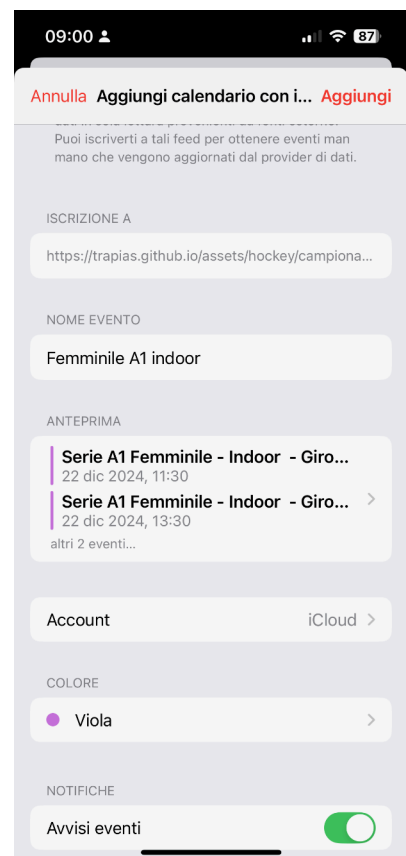 09:00
87
Annulla Aggiungi calendario con i... Aggiungi
Puoi iscriverti a tali feed per ottenere eventi man
mano che vengono aggiornati dal provider di dati.
ISCRIZIONE A
https://trapias.github.io/assets/hockey/campiona...
NOME EVENTO
Femminile A1 indoor
ANTEPRIMA
Serie A1 Femminile - Indoor - Giro...
22 dic 2024, 11:30
Serie A1 Femminile - Indoor - Giro...
22 dic 2024, 13:30
altri 2 eventi...
Account iCloud
COLORE
Viola
NOTIFICHE
Avvisi eventi